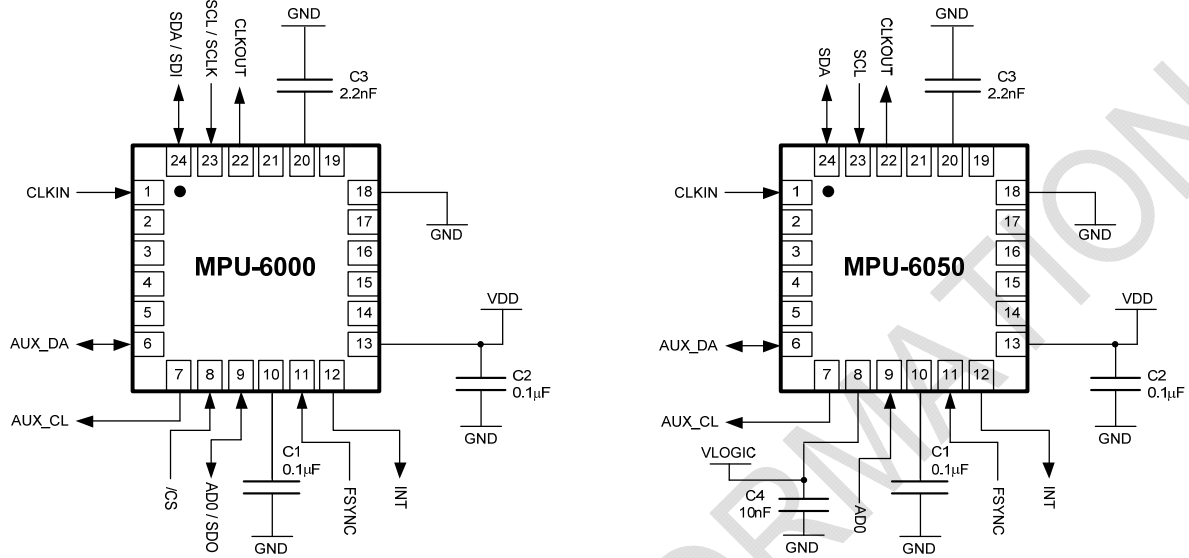 GND
SDA / SDI
SCL / SCLK
CLKOUT
C3
2.2nF
24 23 22 21 20 19
CLKIN
1
2
3
4
5
6
18
17
16
15
14
13
MPU-6000
GND
VDD
AUX_DA
7 8 9 10 11 12
C2
0.1µF
GND
AUX_CL
/CS
AD0 / SDO
C1
0.1µF
GND
FSYNC
INT
GND
SDA
SCL
CLKOUT
C3
2.2nF
24 23 22 21 20 19
CLKIN
1
2
3
4
5
6
18
17
16
15
14
13
MPU-6050
GND
VDD
AUX_DA
7 8 9 10 11 12
C2
0.1µF
GND
AUX_CL
VLOGIC
C4
10nF
GND
AD0
C1
0.1µF
GND
FSYNC
INT